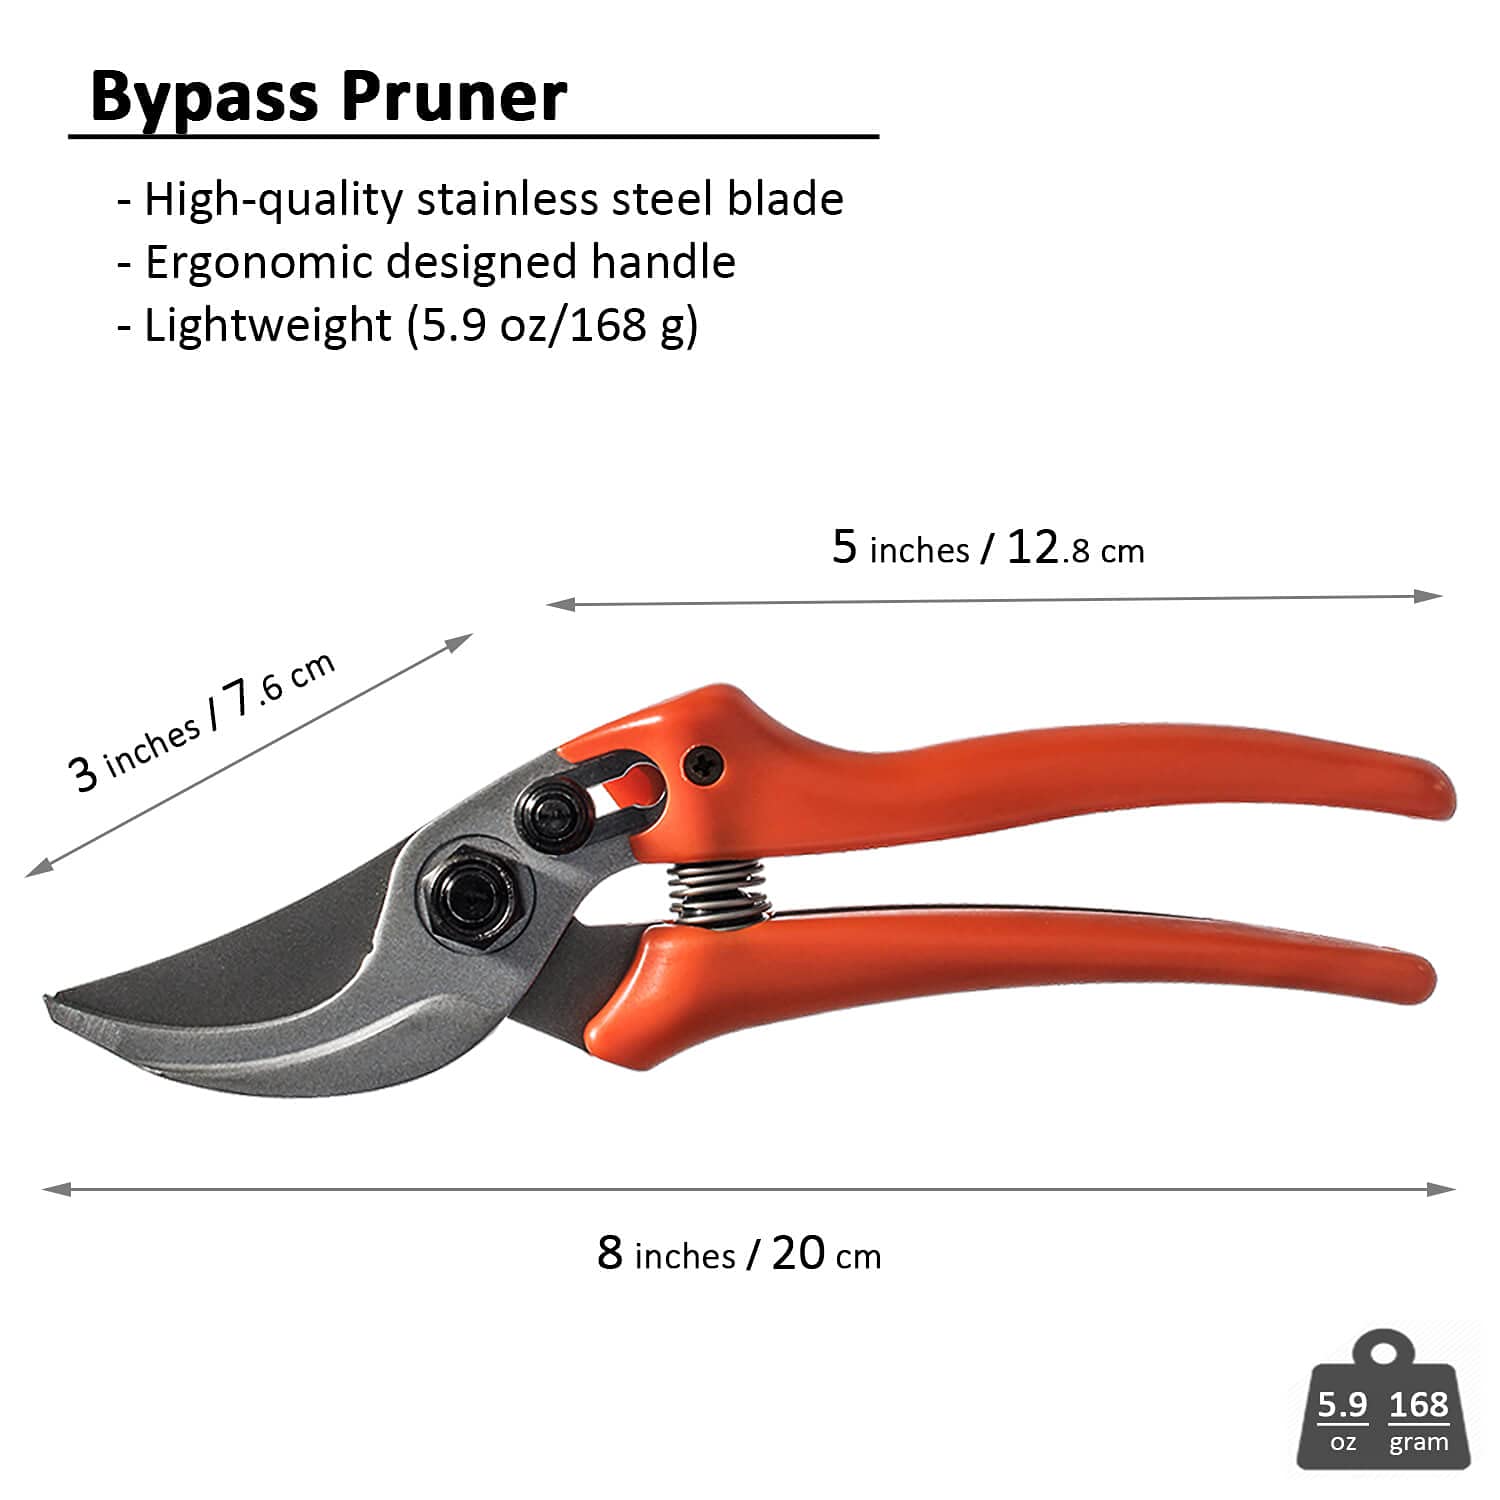 Bypass Pruner
- High-quality stainless steel blade
- Ergonomic designed handle
- Lightweight (5.9 oz/168 g)
5 inches / 12.8 cm
3 inches / 7.6 cm
8 inches / 20 cm
5.9 168
oz gram